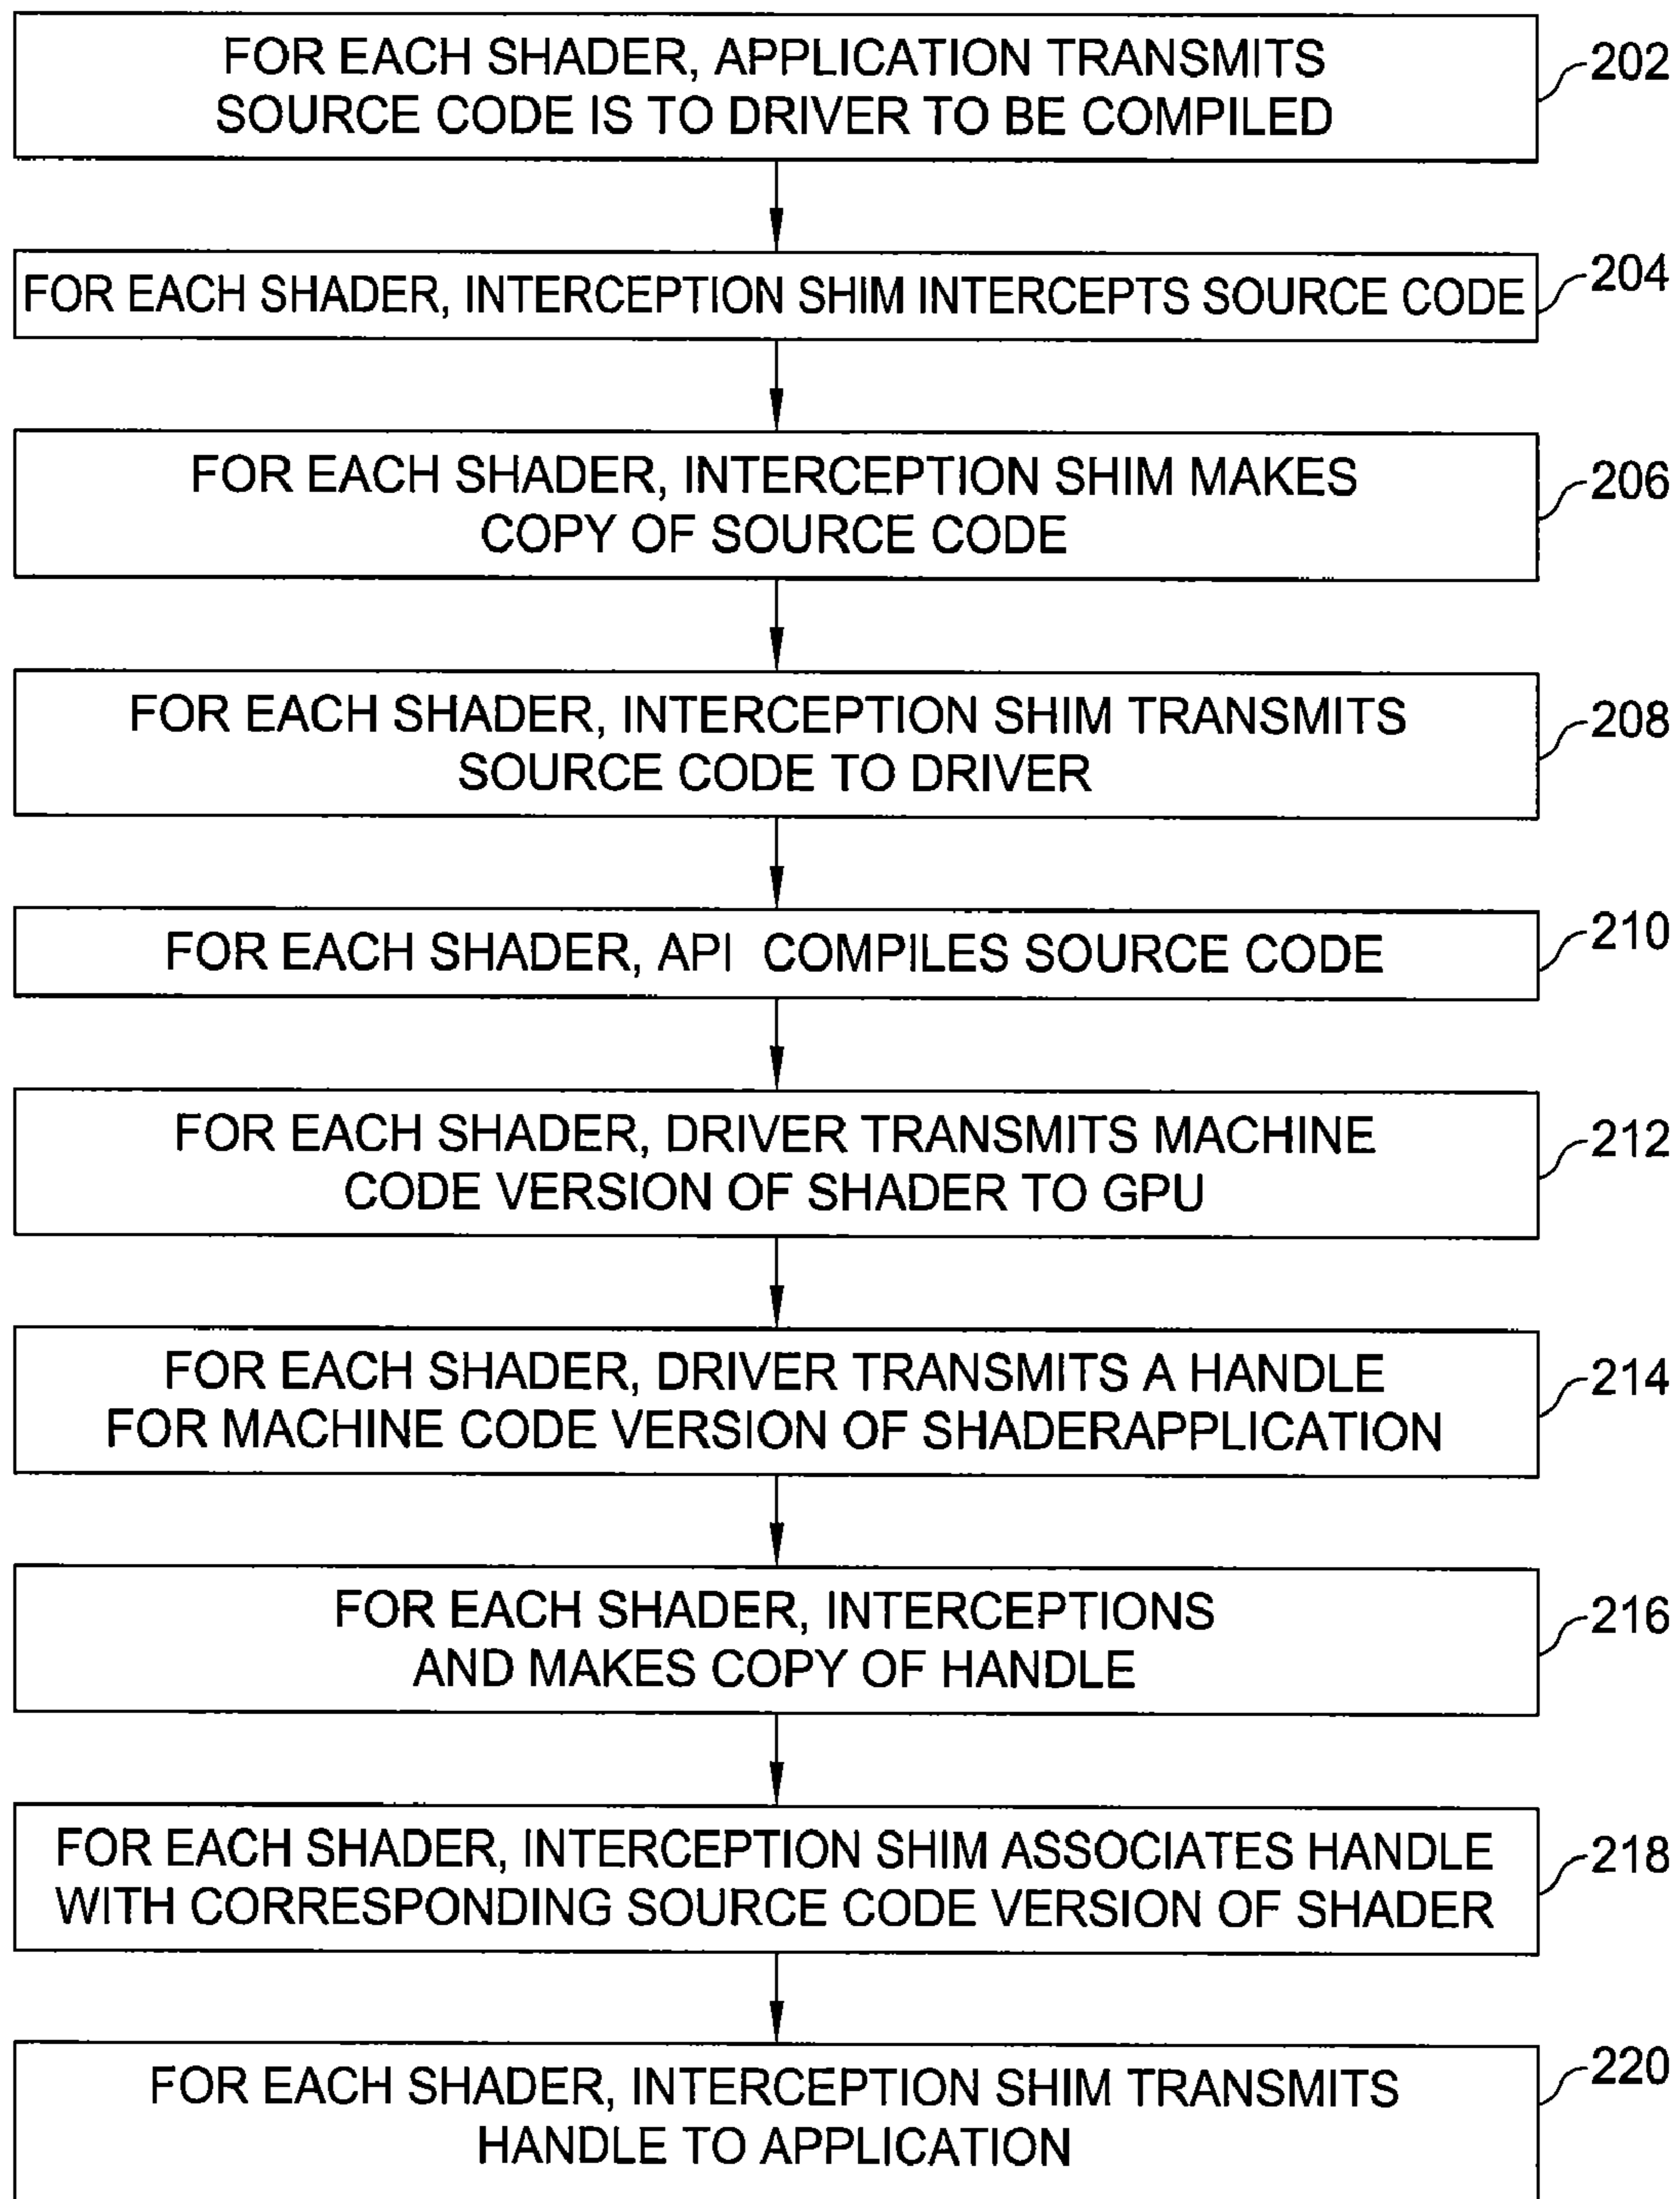 FOR EACH SHADER, APPLICATION TRANSMITS
SOURCE CODE IS TO DRIVER TO BE COMPILED
202
FOR EACH SHADER, INTERCEPTION SHIM INTERCEPTS SOURCE CODE
204
FOR EACH SHADER, INTERCEPTION SHIM MAKES
COPY OF SOURCE CODE
206
FOR EACH SHADER, INTERCEPTION SHIM TRANSMITS
SOURCE CODE TO DRIVER
208
FOR EACH SHADER, API COMPILES SOURCE CODE
210
FOR EACH SHADER, DRIVER TRANSMITS MACHINE
CODE VERSION OF SHADER TO GPU
212
FOR EACH SHADER, DRIVER TRANSMITS A HANDLE
FOR MACHINE CODE VERSION OF SHADERAPPLICATION
214
FOR EACH SHADER, INTERCEPTIONS
AND MAKES COPY OF HANDLE
216
FOR EACH SHADER, INTERCEPTION SHIM ASSOCIATES HANDLE
WITH CORRESPONDING SOURCE CODE VERSION OF SHADER
218
FOR EACH SHADER, INTERCEPTION SHIM TRANSMITS
HANDLE TO APPLICATION
220